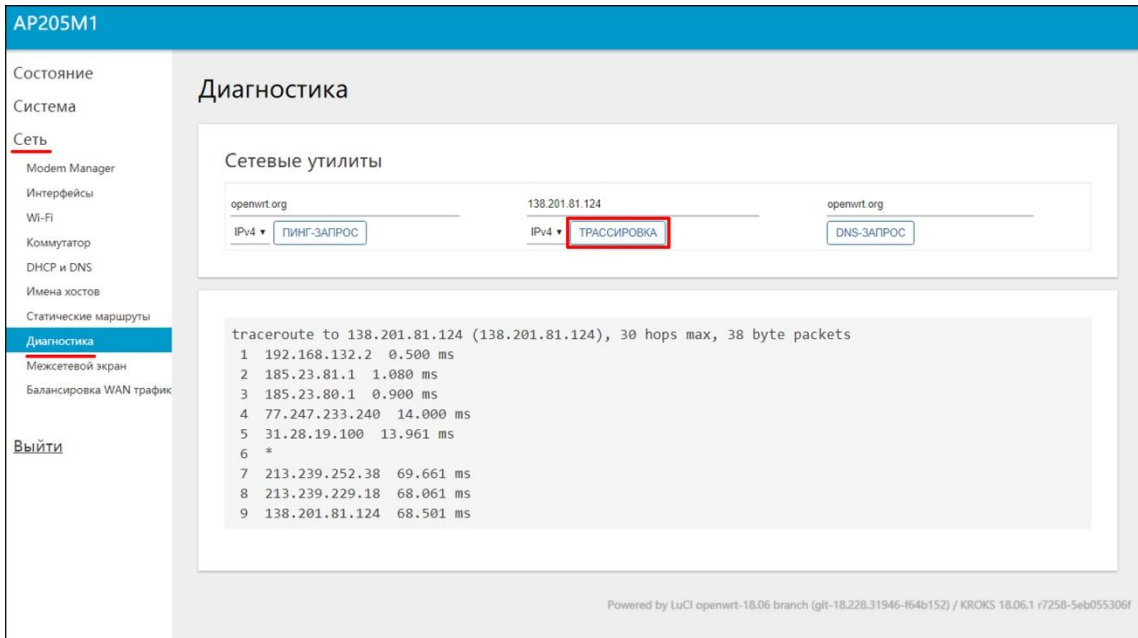 AP205M1
Состояние
Система
Сеть
Modem Manager
Интерфейсы
Wi-Fi
Коммутатор
DHCP и DNS
Имена хостов
Статические маршруты
Диагностика
Межсетевой экран
Балансировка WAN трафик
Выйти
Диагностика
Сетевые утилиты
openwrt.org 138.201.81.124 openwrt.org
IPv4 ПИНГ-ЗАПРОС IPv4 ТРАССИРОВКА DNS-ЗАПРОС
traceroute to 138.201.81.124 (138.201.81.124), 30 hops max, 38 byte packets
1 192.168.132.2 0.500 ms
2 185.23.81.1 1.080 ms
3 185.23.80.1 0.900 ms
4 77.247.233.240 14.000 ms
5 31.28.19.100 13.961 ms
6 *
7 213.239.252.38 69.661 ms
8 213.239.229.18 68.061 ms
9 138.201.81.124 68.501 ms
Powered by LuCI openwrt-18.06 branch (git-18.228.31946-f64b152) / KROKS 18.06.1 r7258-5eb055306f